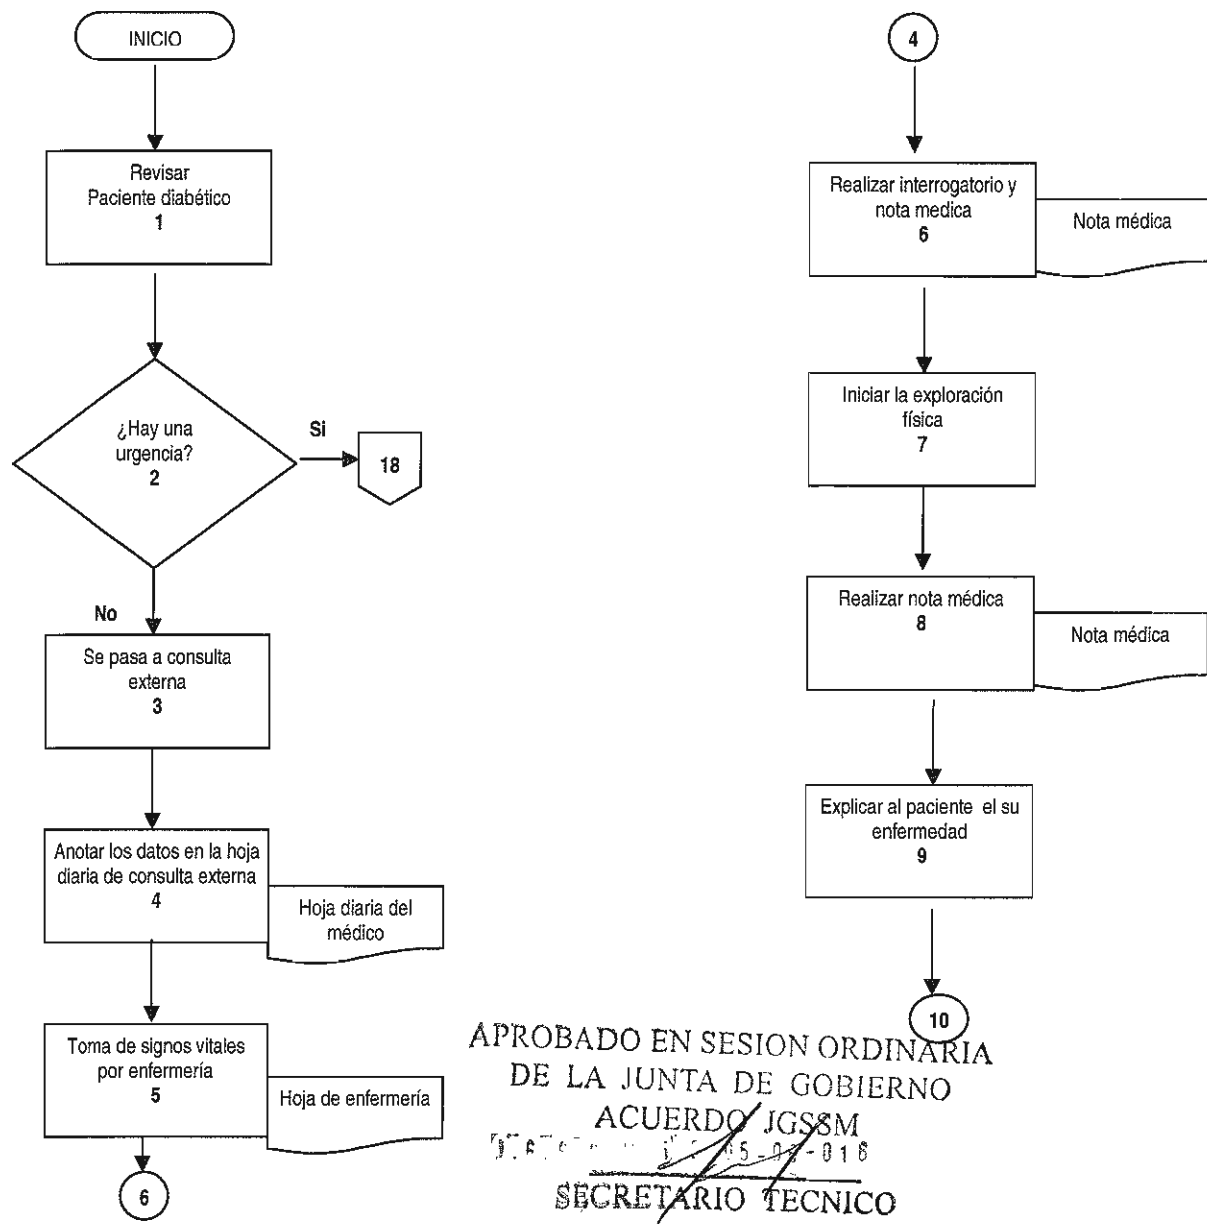 INICIO
Revisar
Paciente diabético
1
¿Hay una
urgencia?
2
Si
18
No
Se pasa a consulta
externa
3
Anotar los datos en la hoja
diaria de consulta externa
4
Hoja diaria del
médico
Toma de signos vitales
por enfermería
5
Hoja de enfermería
6
4
Realizar interrogatorio y
nota medica
6
Nota médica
Iniciar la exploración
física
7
Realizar nota médica
8
Nota médica
Explicar al paciente el su
enfermedad
9
10
APROBADO EN SESION ORDINARIA
DE LA JUNTA DE GOBIERNO
ACUERDO JGSSM
SECRETARIO TECNICO